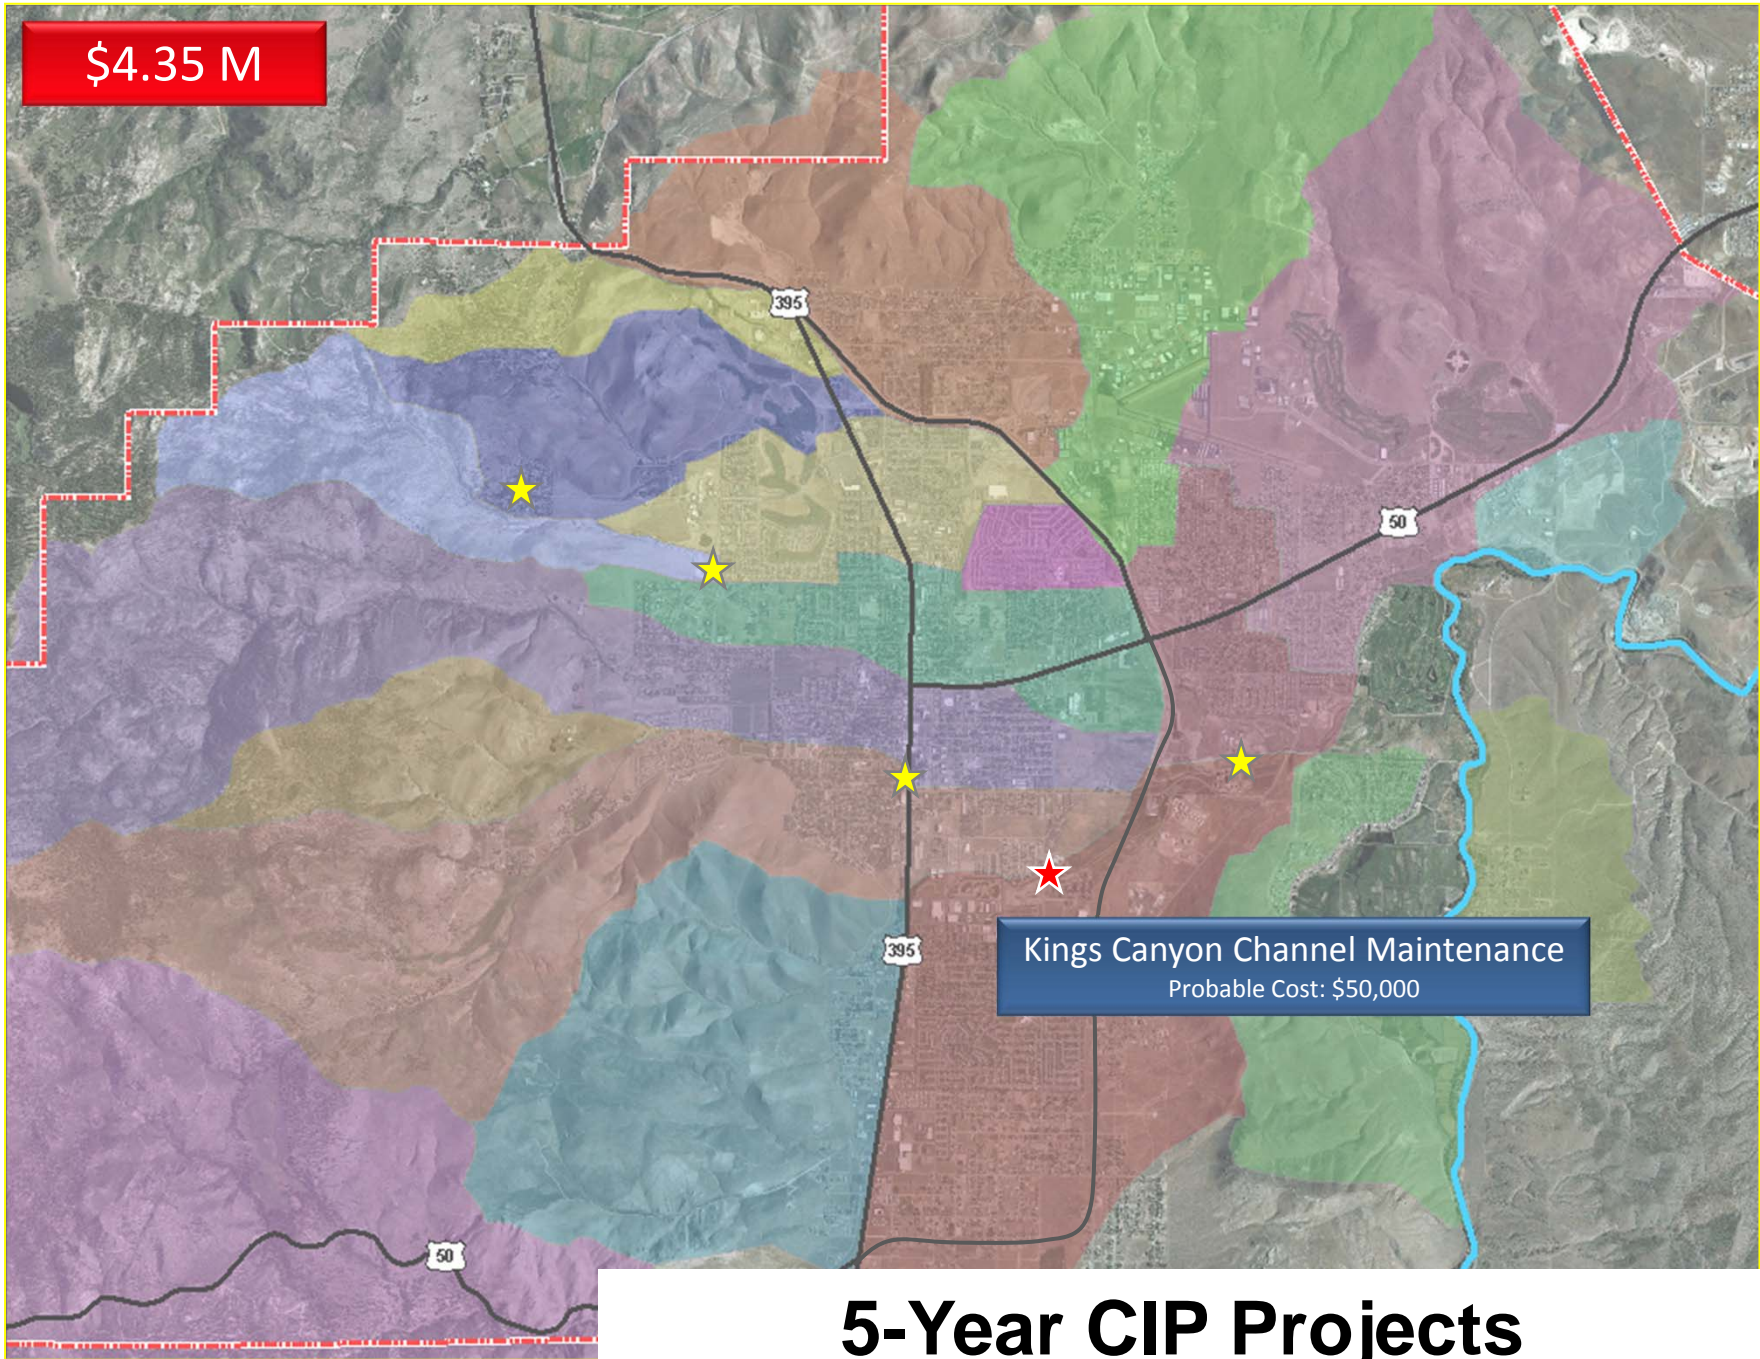 $4.35 M
395
50
395
Kings Canyon Channel Maintenance
Probable Cost: $50,000
50
5-Year CIP Projects